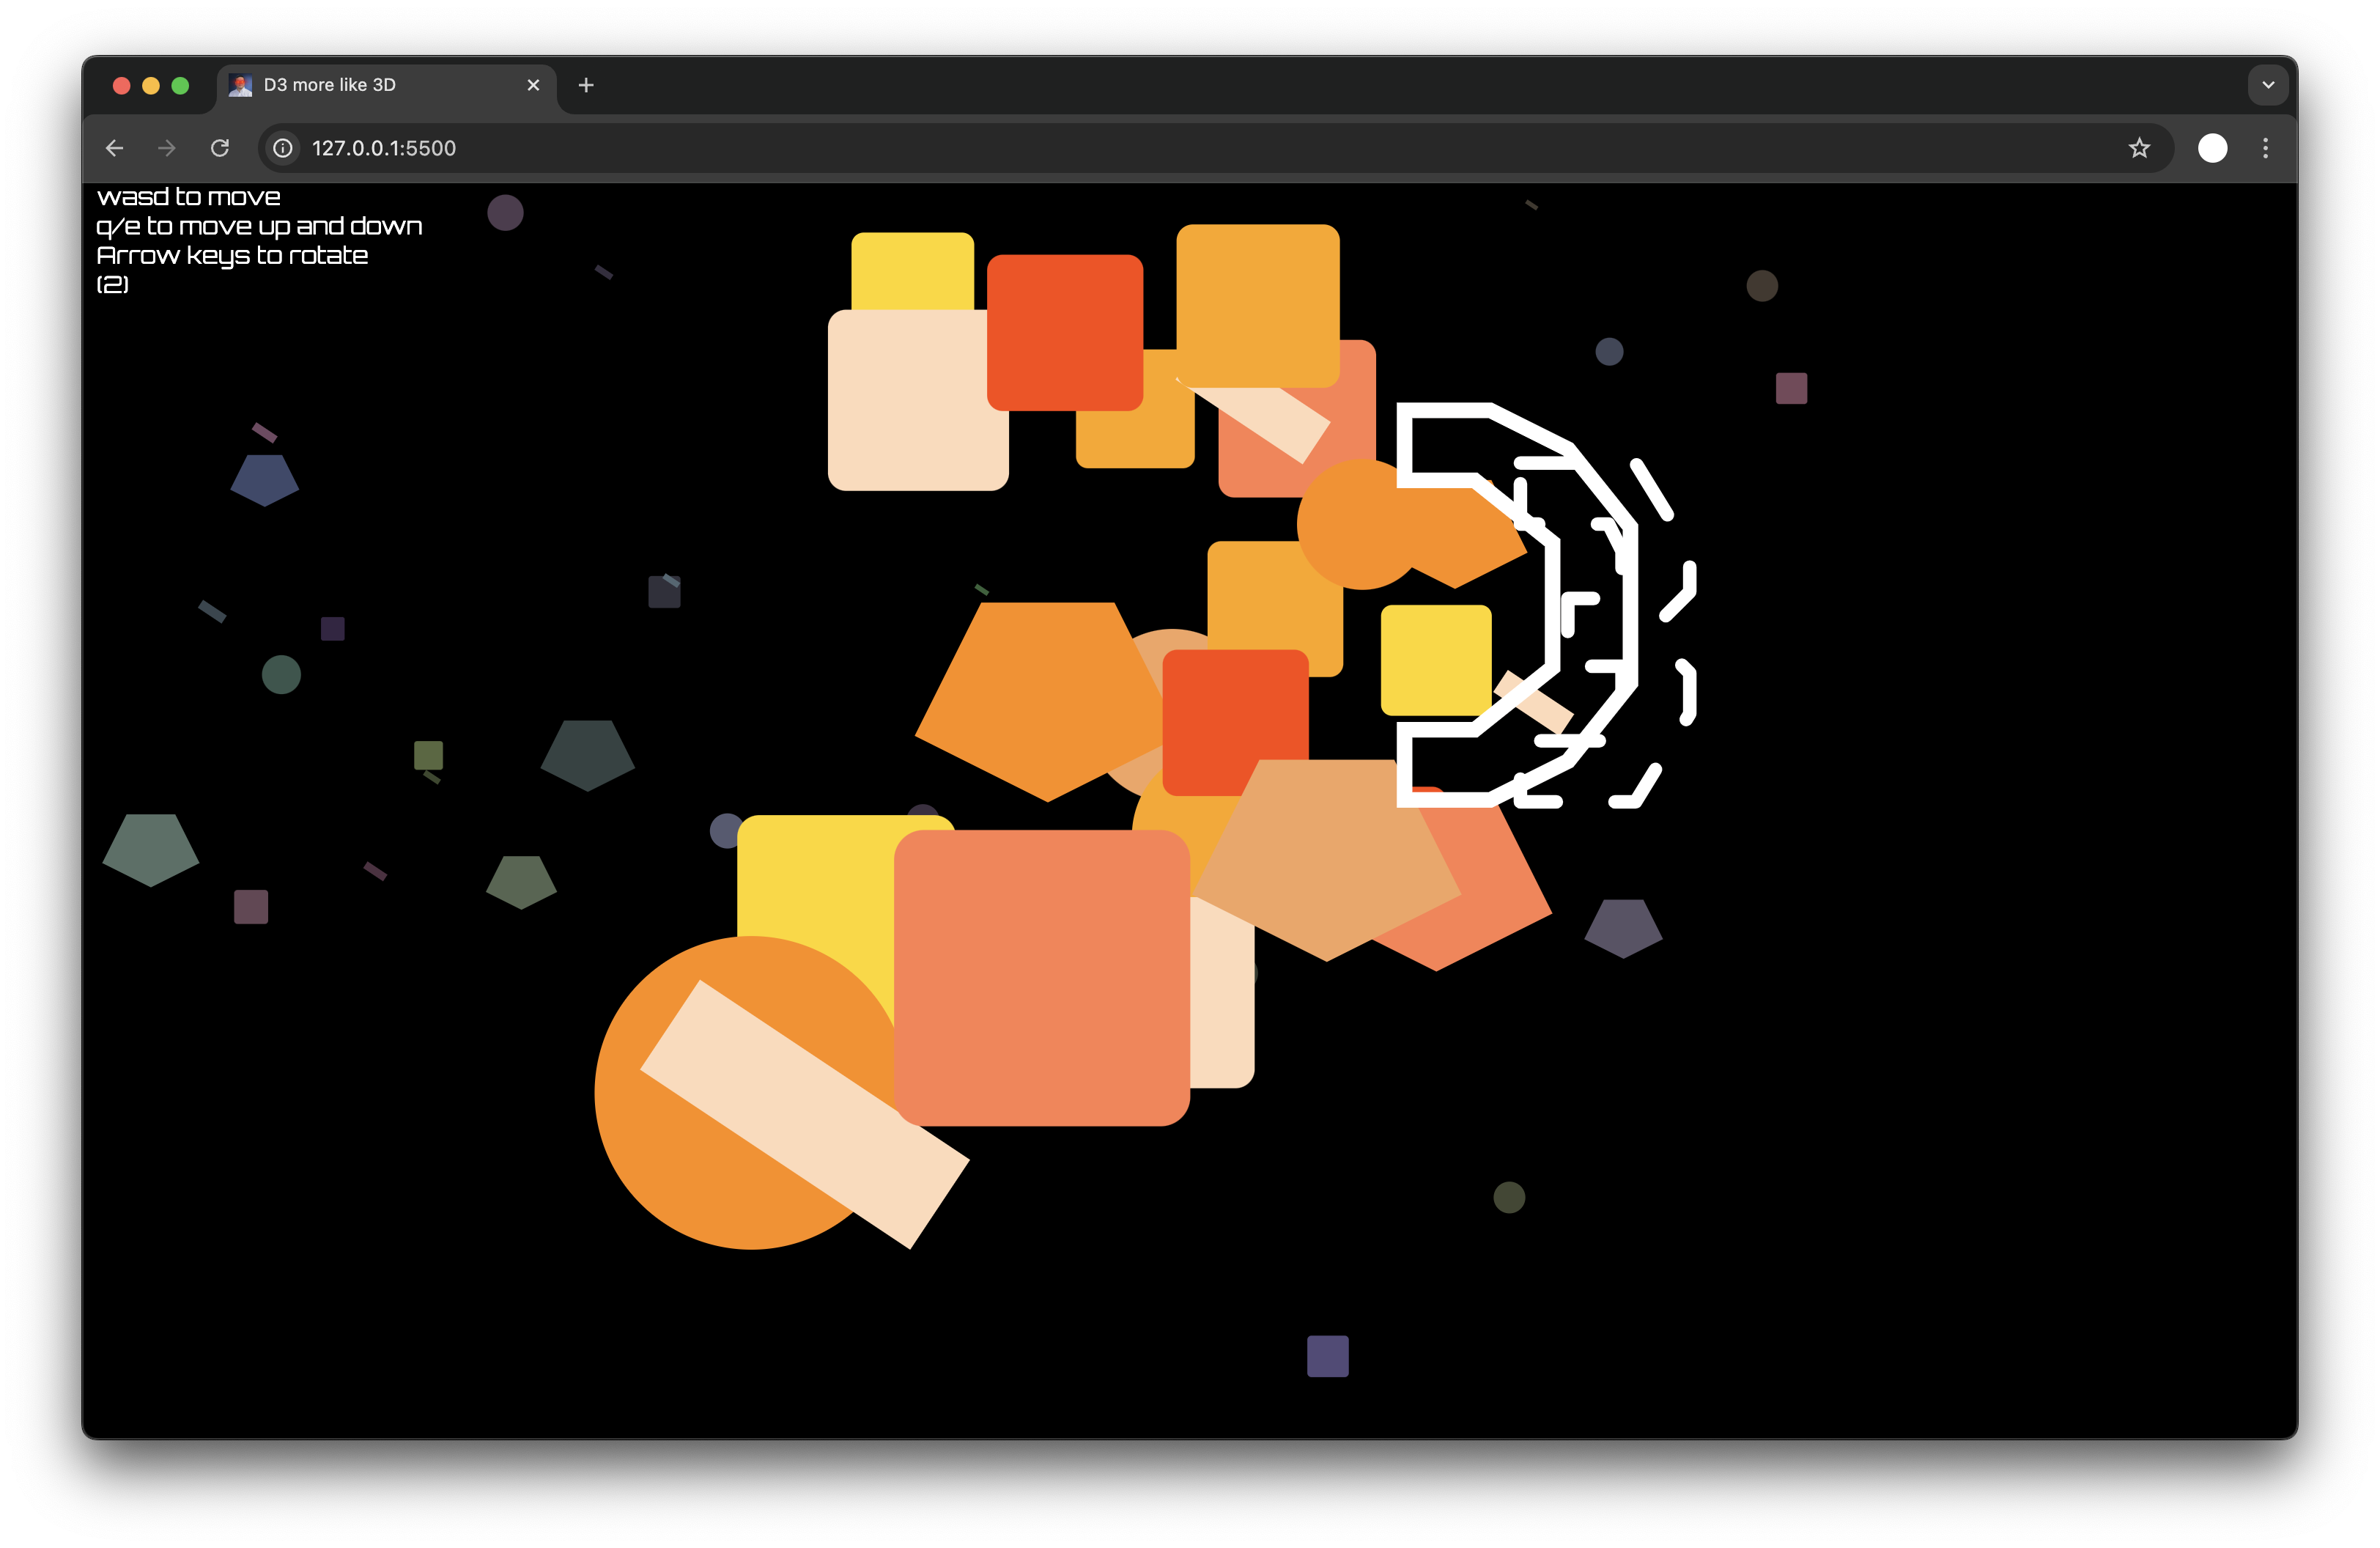 D3 more like 3D
127.0.0.1:5500
wasd to move
q/e to move up and down
Arrow keys to rotate
(2)